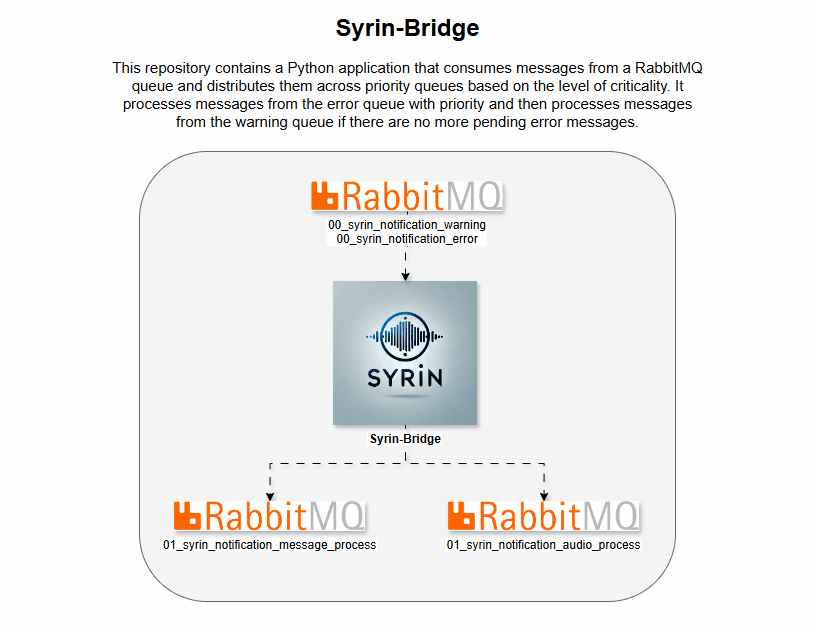 Syrin-Bridge
This repository contains a Python application that consumes messages from a RabbitMQ
queue and distributes them across priority queues based on the level of criticality. It
processes messages from the error queue with priority and then processes messages
from the warning queue if there are no more pending error messages.
RabbitMQ
00_syrin_notification_warning
00_syrin_notification_error
SYRiN
Syrin-Bridge
RabbitMQ
RabbitMQ
01_syrin_notification_message_process
01_syrin_notification_audio_process